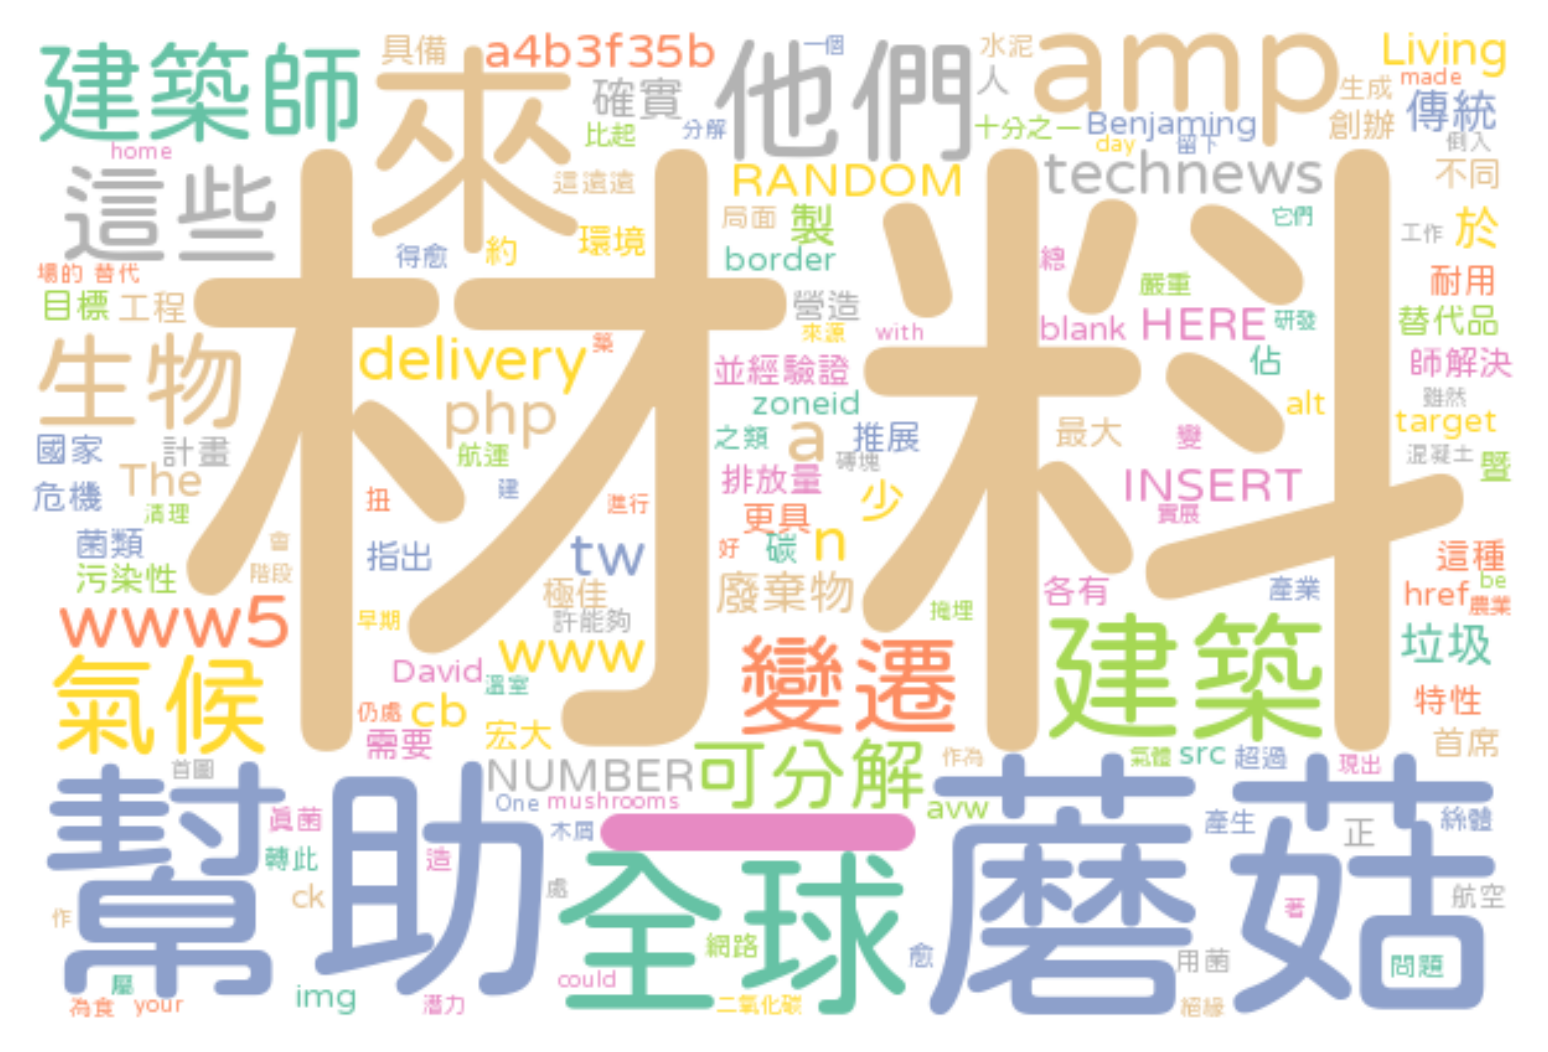 建築師
具備
a4b3f35b
他們
一個
水泥
amp
Living
made
來
確實
人
生成
傳統
比起
分解
十分之一
Benjaming
創辦
倒入
home
day
留下
這些
這遠遠
RANDOM
technews
不同
局面
製
它們
工作
於
得愈
約
環境
border
總
場的
替代
嚴重
耐用
目標
工程
營造
來源
with
blank
HERE
研發
替代品
材料
生物
delivery
築
並經驗證
佔
師解決
php
zoneid
a
雖然
alt
target
國家
計畫
航運
之類
推展
最大
變
混凝土
暨
The
磚塊
排放量
危機
扭
建
進行
少
INSERT
實展
清理
更具
菌類
會
指出
tw
好
碳
n
這種
污染性
階段
極佳
廢棄物
各有
產業
href
be
農業
www5
早期
許能夠
掩埋
垃圾
氣候
David
溫室
www
變遷
建築
特性
仍處
cb
需要
宏大
首席
首圖
NUMBER
可分解
作為
氣體
src
超過
現出
幫助
One
mushrooms
avw
蘑菇
真菌
木屑
一
產生
正
絲體
轉此
造
全球
ck
處
著
航空
作
網路
愈
用菌
問題
屬
could
為食
your
img
潛力
二氧化碳
絕緣